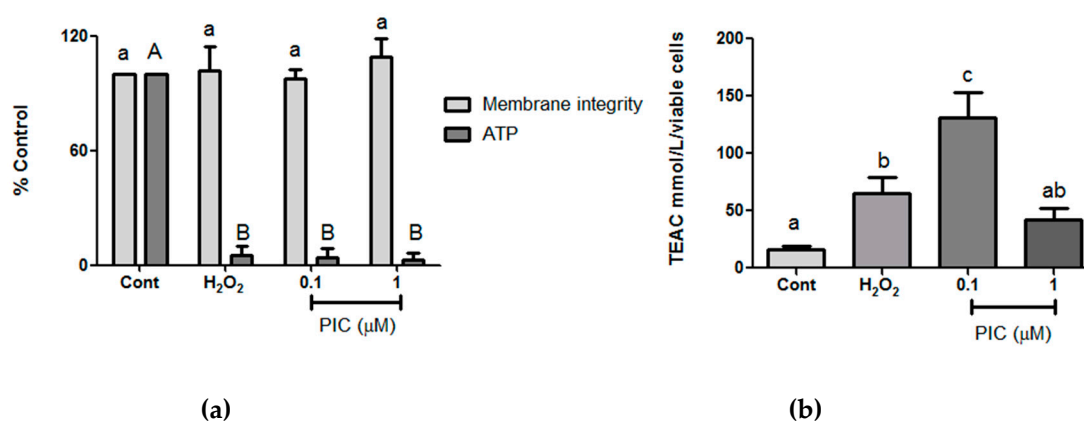 120
60
0
% Control
a A
a
B
a
B
a
B
Cont
H₂O₂
0.1
1
PIC (µM)
Membrane integrity
ATP
(a)
200
150
100
50
0
TEAC mmol/L/viable cells
a
b
c
ab
Cont
H₂O₂
0.1
1
PIC (µM)
(b)